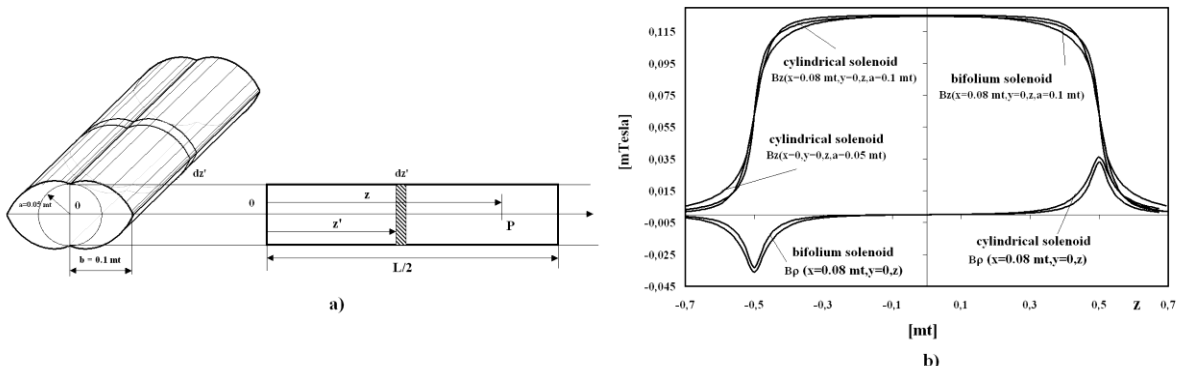 dz'
a=0.05 mt
0
b = 0.1 mt
0
dz'
z
z'
P
L/2
a)
[mTesla]
0,115
0,095
0,075
0,055
0,035
0,015
-0,005
-0,025
-0,045
cylindrical solenoid
Bz(x=0.08 mt,y=0,z,a=0.1 mt)
bifolium solenoid
Bz(x=0.08 mt,y=0,z,a=0.1 mt)
cylindrical solenoid
Bz(x=0,y=0,z,a=0.05 mt)
bifolium solenoid
Bρ (x=0.08 mt,y=0,z)
cylindrical solenoid
Bρ (x=0.08 mt,y=0,z)
-0,7 -0,5 -0,3 -0,1 0,1 0,3 0,5 z 0,7
[mt]
b)